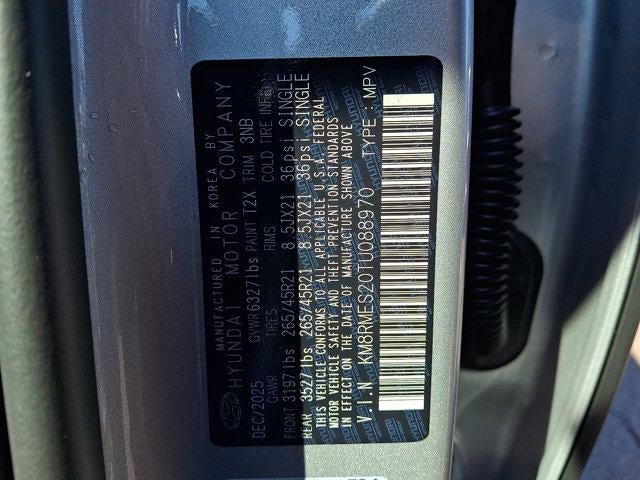 MANUFACTURED IN KOREA BY
HYUNDAI MOTOR COMPANY
DEC/2025 GVWR 6327lbs PAINT T2X TRIM 3NB
GAWR TIRES RIMS COLD TIRE INFL
FRONT 3197lbs 265/45R21 8.5JX21 36psi SINGLE
REAR 3527lbs 265/45R21 8.5JX21 36psi SINGLE
THIS VEHICLE CONFORMS TO ALL APPLICABLE U.S.A. FEDERAL
MOTOR VEHICLE SAFETY AND THEFT-PREVENTION STANDARDS
IN EFFECT ON THE DATE OF MANUFACTURE SHOWN ABOVE
V.I.N : KM8RMES20TU088970 TYPE : MPV